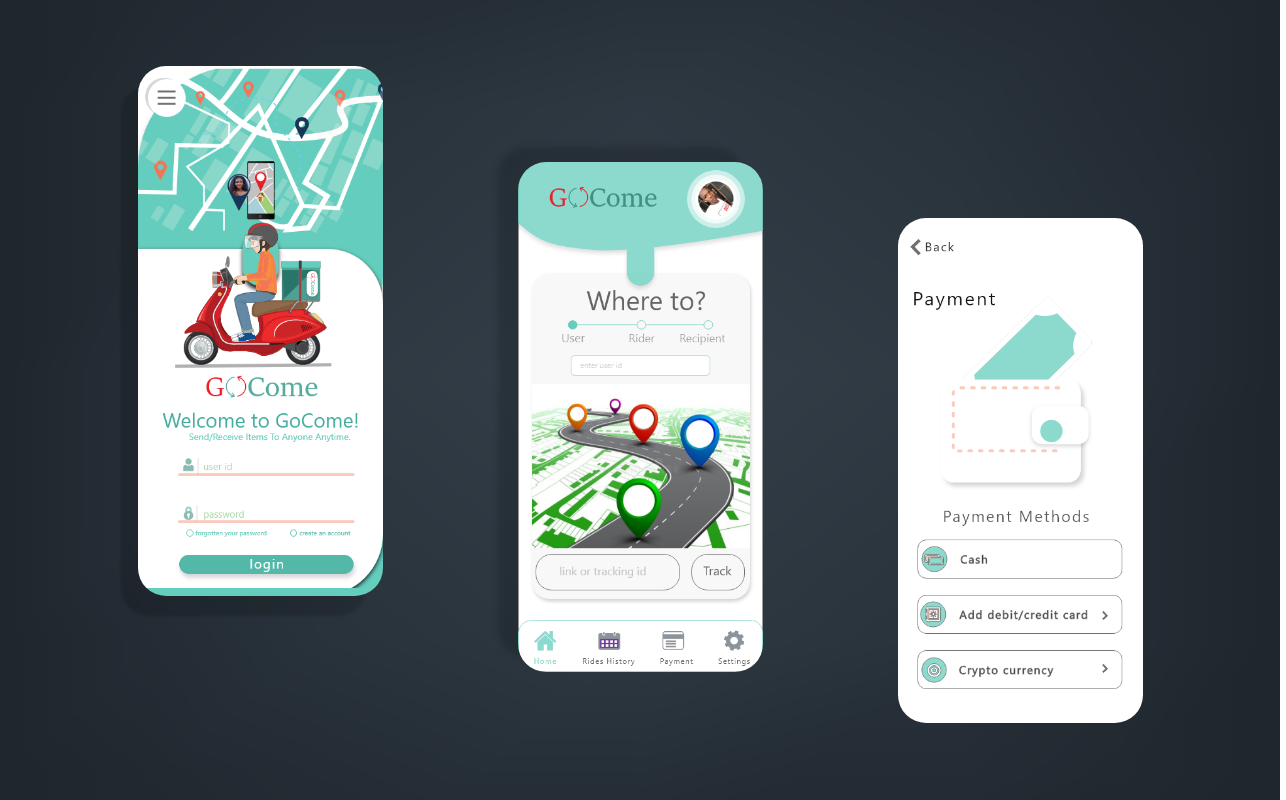 GoCome
GoCome
Welcome to GoCome!
Send/Receive Items To Anyone Anytime.
user id
password
forgotten your password
create an account
login
GoCome
Where to?
User Rider Recipient
enter user id
link or tracking id Track
Home Rides History Payment Settings
Back
Payment
Payment Methods
Cash
Add debit/credit card
Crypto currency